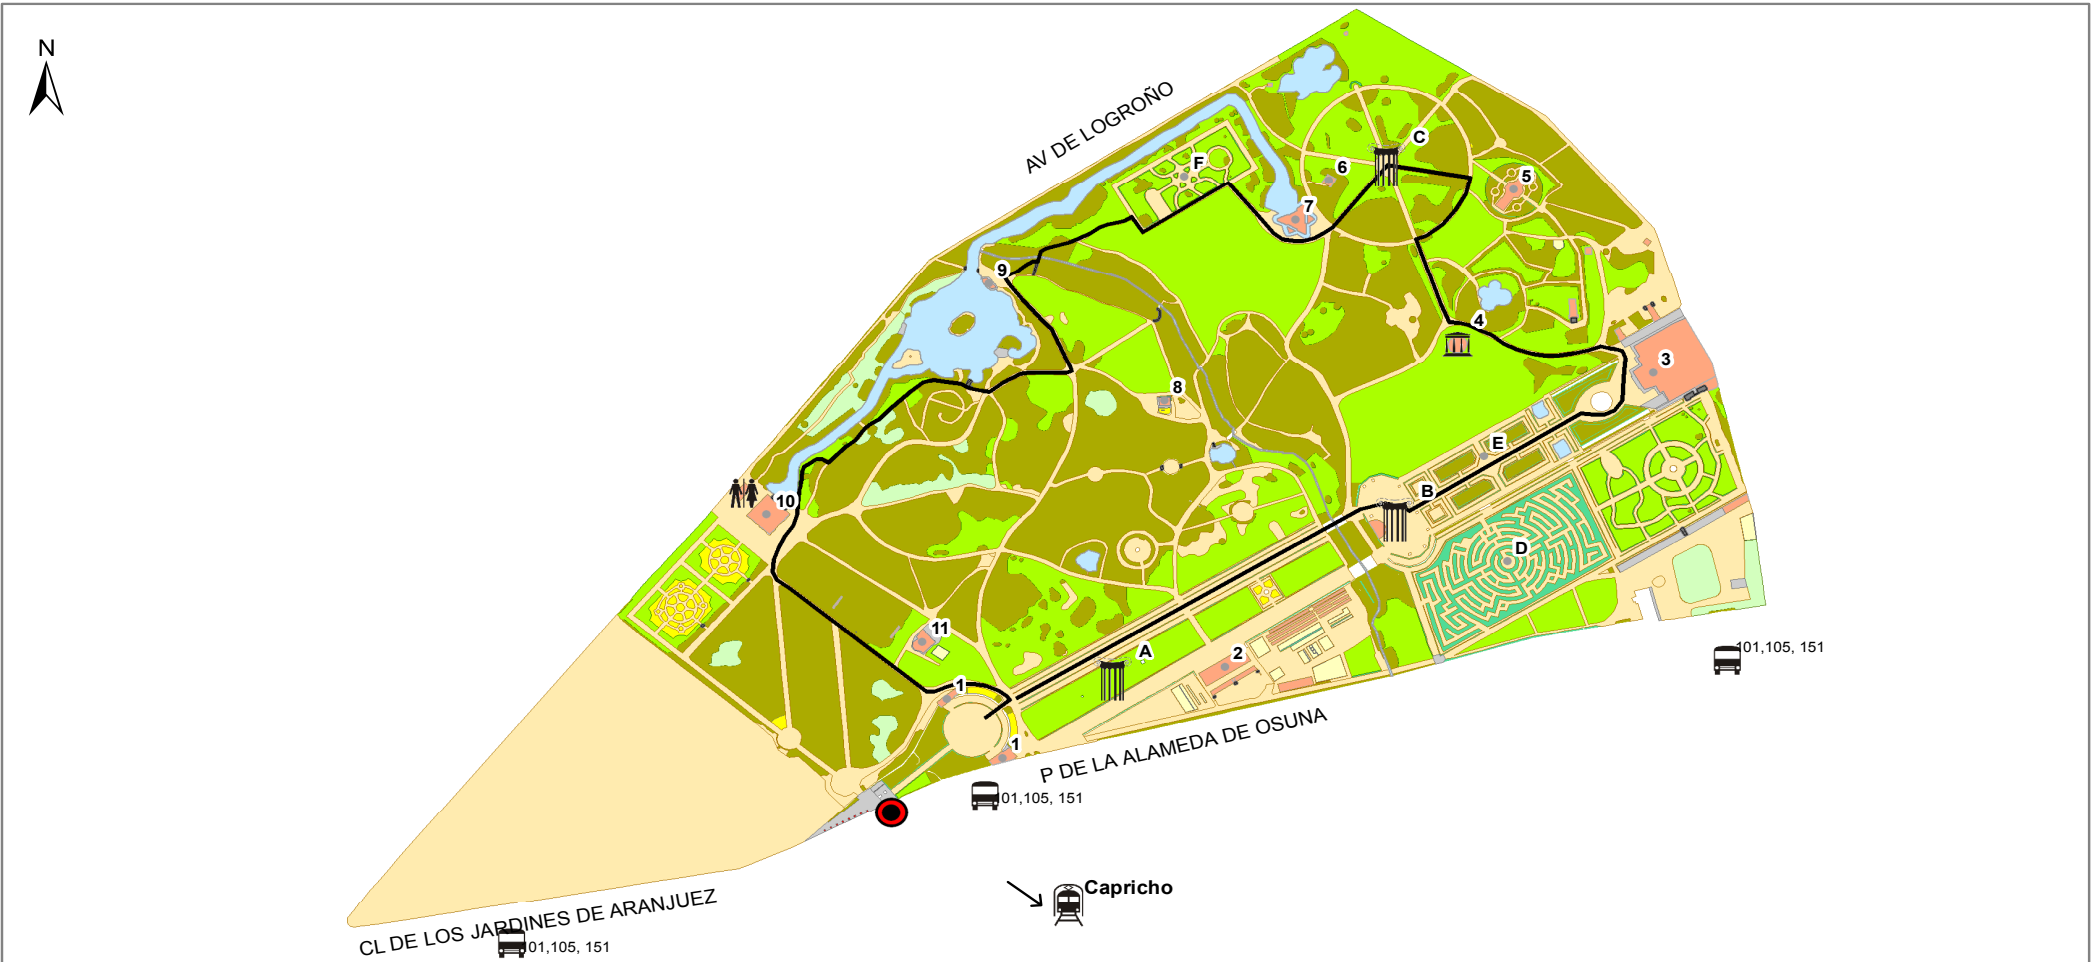 N
AV DE LOGROÑO
C
F
6
5
7
9
4
3
8
E
B
10
D
11
A
2
1
1
101,105, 151
P DE LA ALAMEDA DE OSUNA
01,105, 151
Capricho
CL DE LOS JARDINES DE ARANJUEZ
01,105, 151